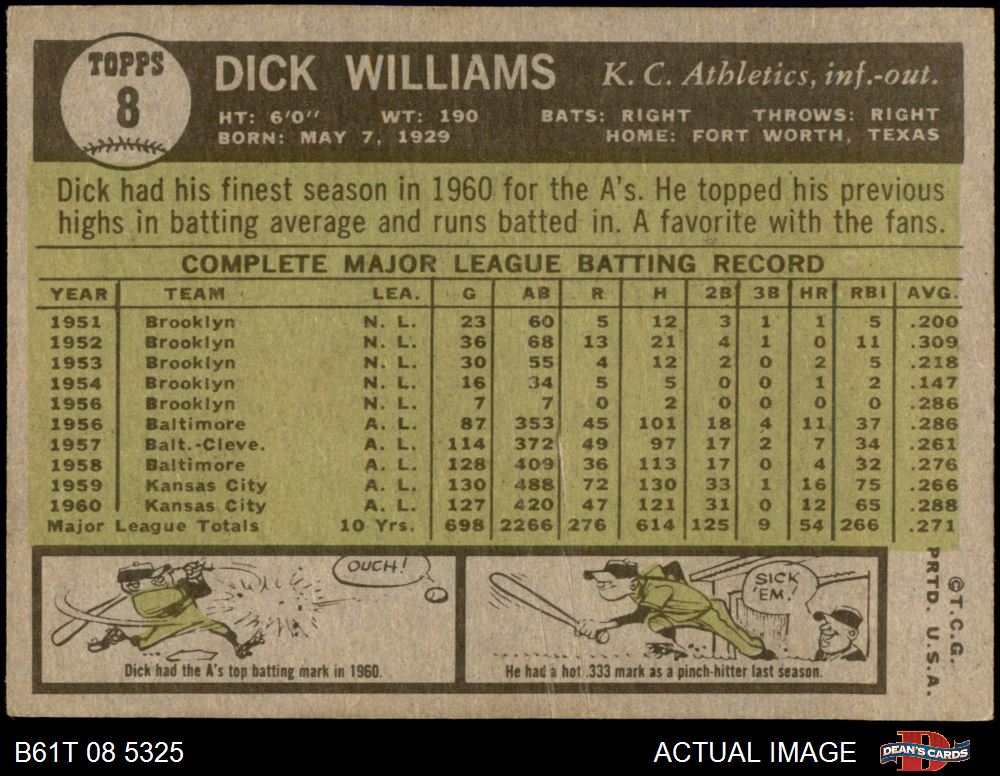 TOPPS
8
DICK WILLIAMS K. C. Athletics, inf.-out.
HT: 6'0" WT: 190 BATS: RIGHT THROWS: RIGHT
BORN: MAY 7, 1929 HOME: FORT WORTH, TEXAS
Dick had his finest season in 1960 for the A's. He topped his previous
highs in batting average and runs batted in. A favorite with the fans.
COMPLETE MAJOR LEAGUE BATTING RECORD
YEAR TEAM LEA. G AB R H 2B 3B HR RBI AVG.
1951 Brooklyn N. L. 23 60 5 12 3 1 1 5 .200
1952 Brooklyn N. L. 36 68 13 21 4 1 0 11 .309
1953 Brooklyn N. L. 30 55 4 12 2 0 2 5 .218
1954 Brooklyn N. L. 16 34 5 5 0 0 1 2 .147
1956 Brooklyn N. L. 7 7 0 2 0 0 0 0 .286
1956 Baltimore A. L. 87 353 45 101 18 4 11 37 .286
1957 Balt.-Cleve. A. L. 114 372 49 97 17 2 7 34 .261
1958 Baltimore A. L. 128 409 36 113 17 0 4 32 .276
1959 Kansas City A. L. 130 488 72 130 33 1 16 75 .266
1960 Kansas City A. L. 127 420 47 121 31 0 12 65 .288
Major League Totals 10 Yrs. 698 2266 276 614 125 9 54 266 .271
OUCH!
Dick had the A's top batting mark in 1960.
SICK
'EM!
He had a hot .333 mark as a pinch-hitter last season.
©T.C.G.
PRTD. U.S.A.
B61T 08 5325 ACTUAL IMAGE
DEAN'S CARDS